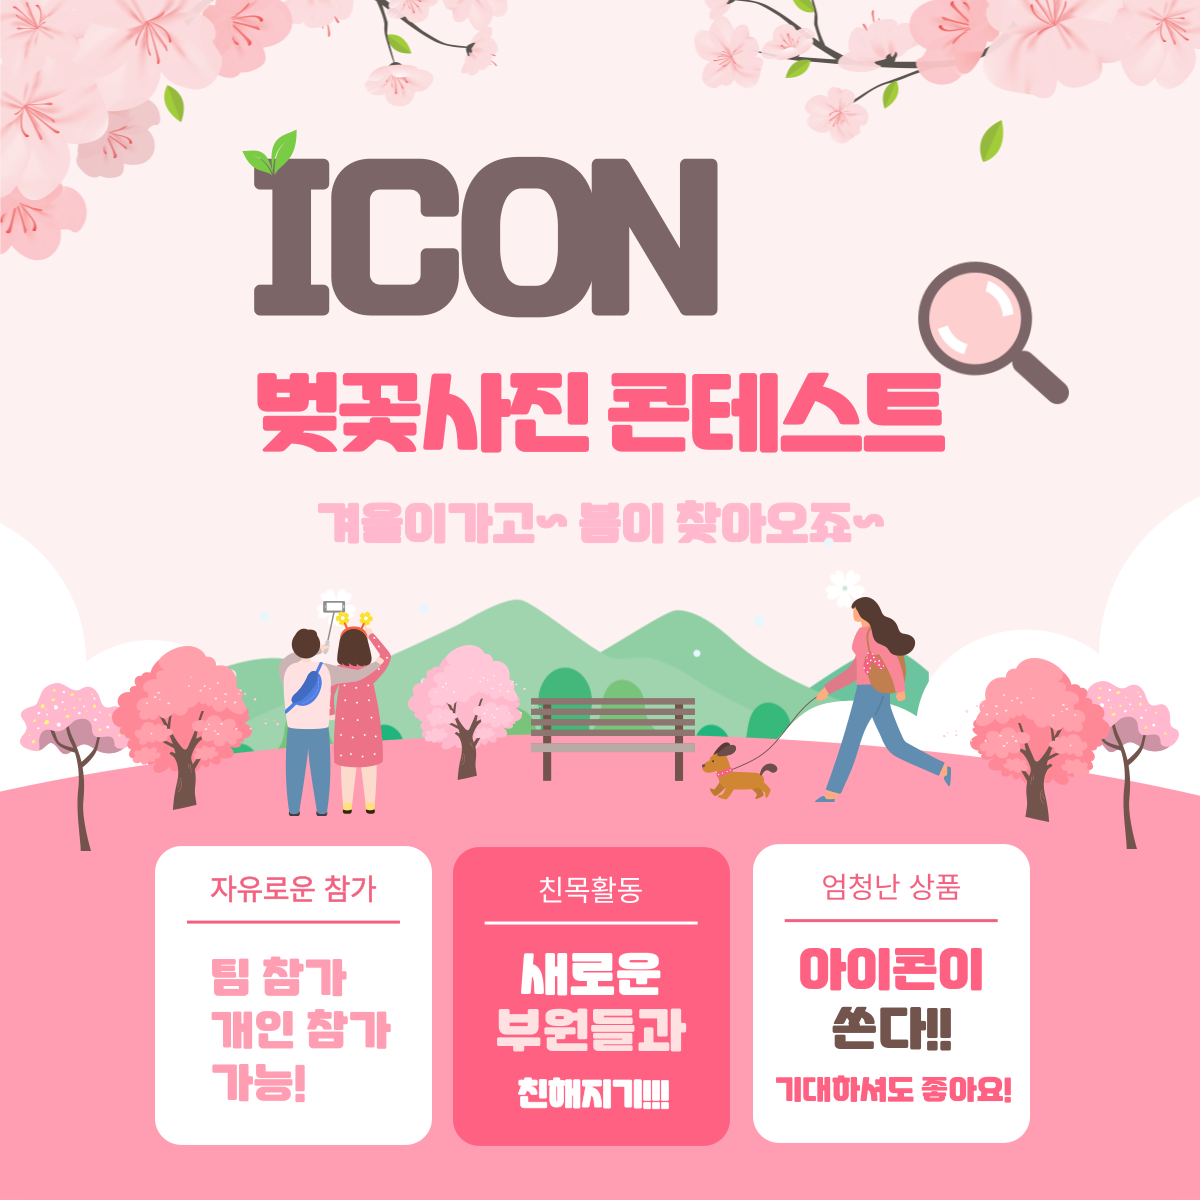 ICON
벚꽃사진 콘테스트
겨울이가고~ 봄이 찾아오죠~
자유로운 참가
팀 참가
개인 참가
가능!
친목활동
새로운
부원들과
친해지기!!!
엄청난 상품
아이콘이
쏜다!!
기대하셔도 좋아요!